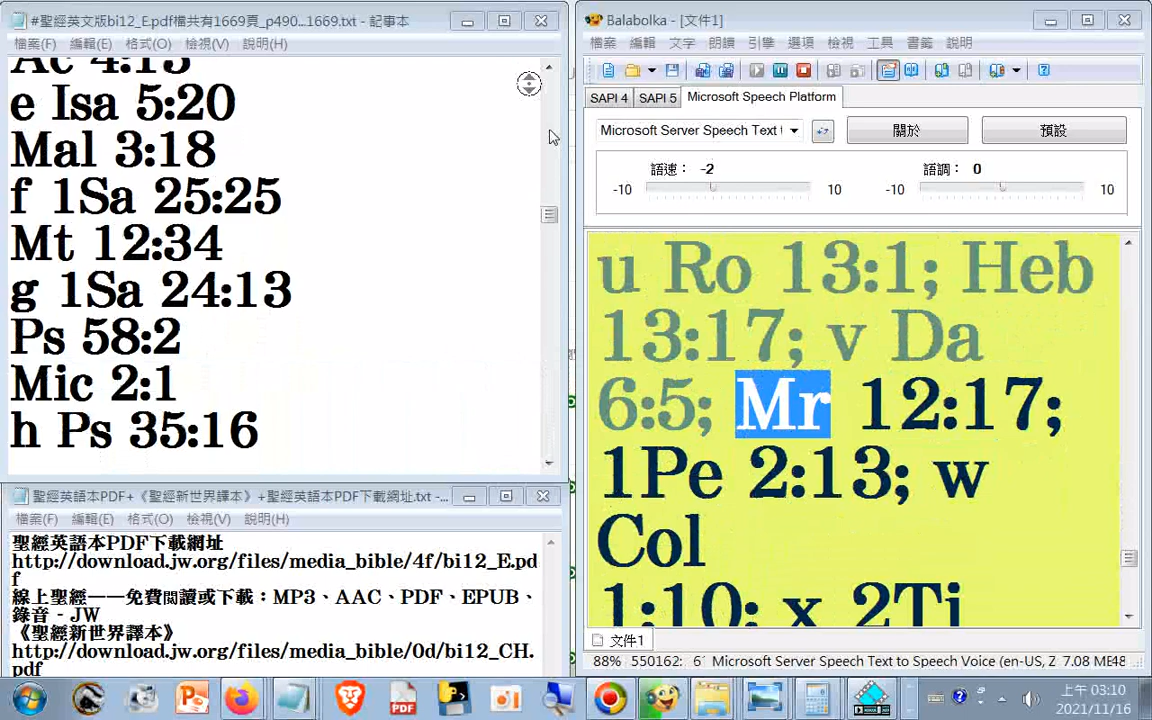 #聖經英文版bi12_E.pdf檔共有1669頁_p490...1669.txt - 記事本
檔案(F) 編輯(E) 格式(O) 檢視(V) 說明(H)
Ac 4:13
e Isa 5:20
Mal 3:18
f 1Sa 25:25
Mt 12:34
g 1Sa 24:13
Ps 58:2
Mic 2:1
h Ps 35:16
聖經英語本PDF+《聖經新世界譯本》+聖經英語本PDF下載網址.txt - ...
檔案(F) 編輯(E) 格式(O) 檢視(V) 說明(H)
聖經英語本PDF下載網址
http://download.jw.org/files/media_bible/4f/bi12_E.pd
f
線上聖經——免費閱讀或下載：MP3、AAC、PDF、EPUB、
錄音 - JW
《聖經新世界譯本》
http://download.jw.org/files/media_bible/0d/bi12_CH.
pdf
Balabolka - [文件1]
檔案 編輯 文字 朗讀 引擎 選項 檢視 工具 書籤 說明
SAPI 4 SAPI 5 Microsoft Speech Platform
Microsoft Server Speech Text 關於 預設
語速： -2 語調： 0
-10 10 -10 10
u Ro 13:1; Heb
13:17; v Da
6:5; Mr 12:17;
1Pe 2:13; w
Col
1:10; x 2Ti
文件1
88% 550162: 6 Microsoft Server Speech Text to Speech Voice (en-US, Z 7.08 ME48
上午 03:10
2021/11/16